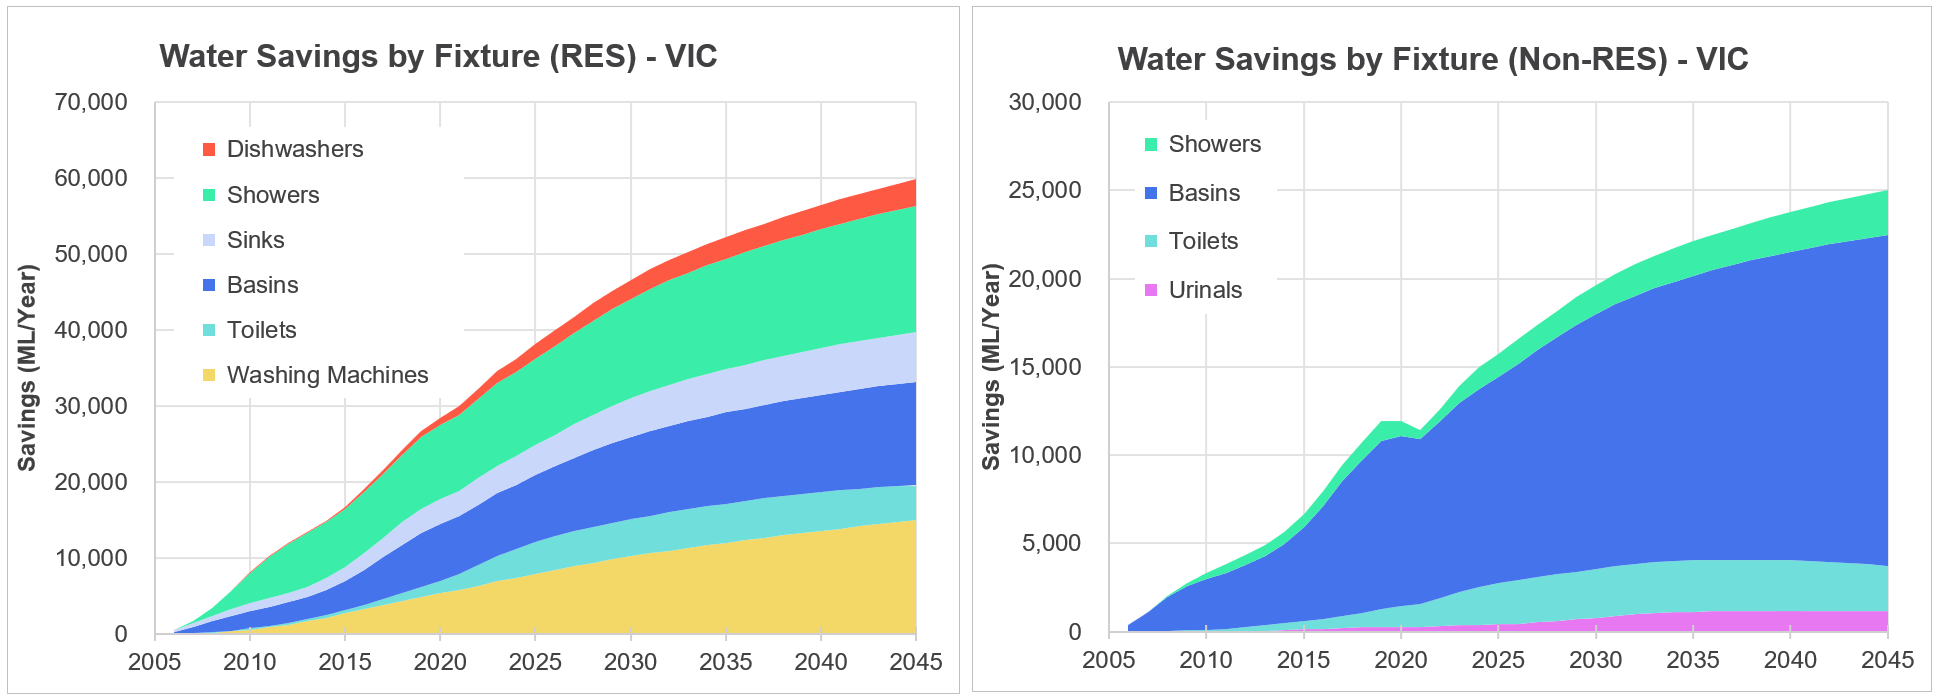 Water Savings by Fixture (RES) - VIC
Savings (ML/Year)
70,000
60,000
50,000
40,000
30,000
20,000
10,000
0
Dishwashers
Showers
Sinks
Basins
Toilets
Washing Machines
2005 2010 2015 2020 2025 2030 2035 2040 2045
Water Savings by Fixture (Non-RES) - VIC
Savings (ML/Year)
30,000
25,000
20,000
15,000
10,000
5,000
0
Showers
Basins
Toilets
Urinals
2005 2010 2015 2020 2025 2030 2035 2040 2045